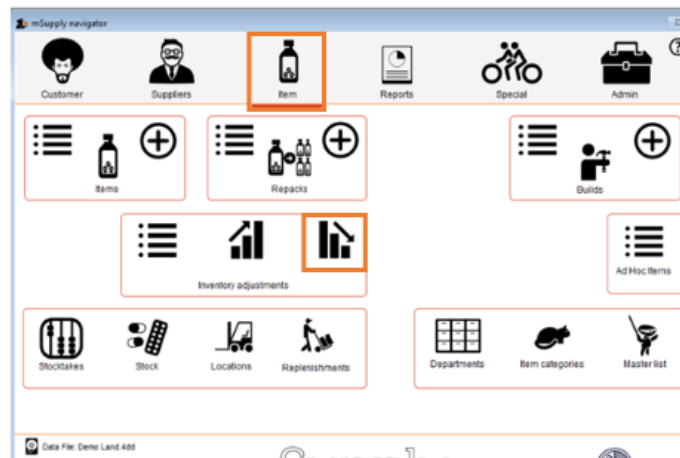 mSupply navigator
?
Customer
Suppliers
Item
Reports
Special
Admin
Items
Repacks
Builds
Inventory adjustments
Ad Hoc Items
Stocktakes
Stock
Locations
Replenishments
Departments
Item categories
Master list
Data File: Demo Land.4dd